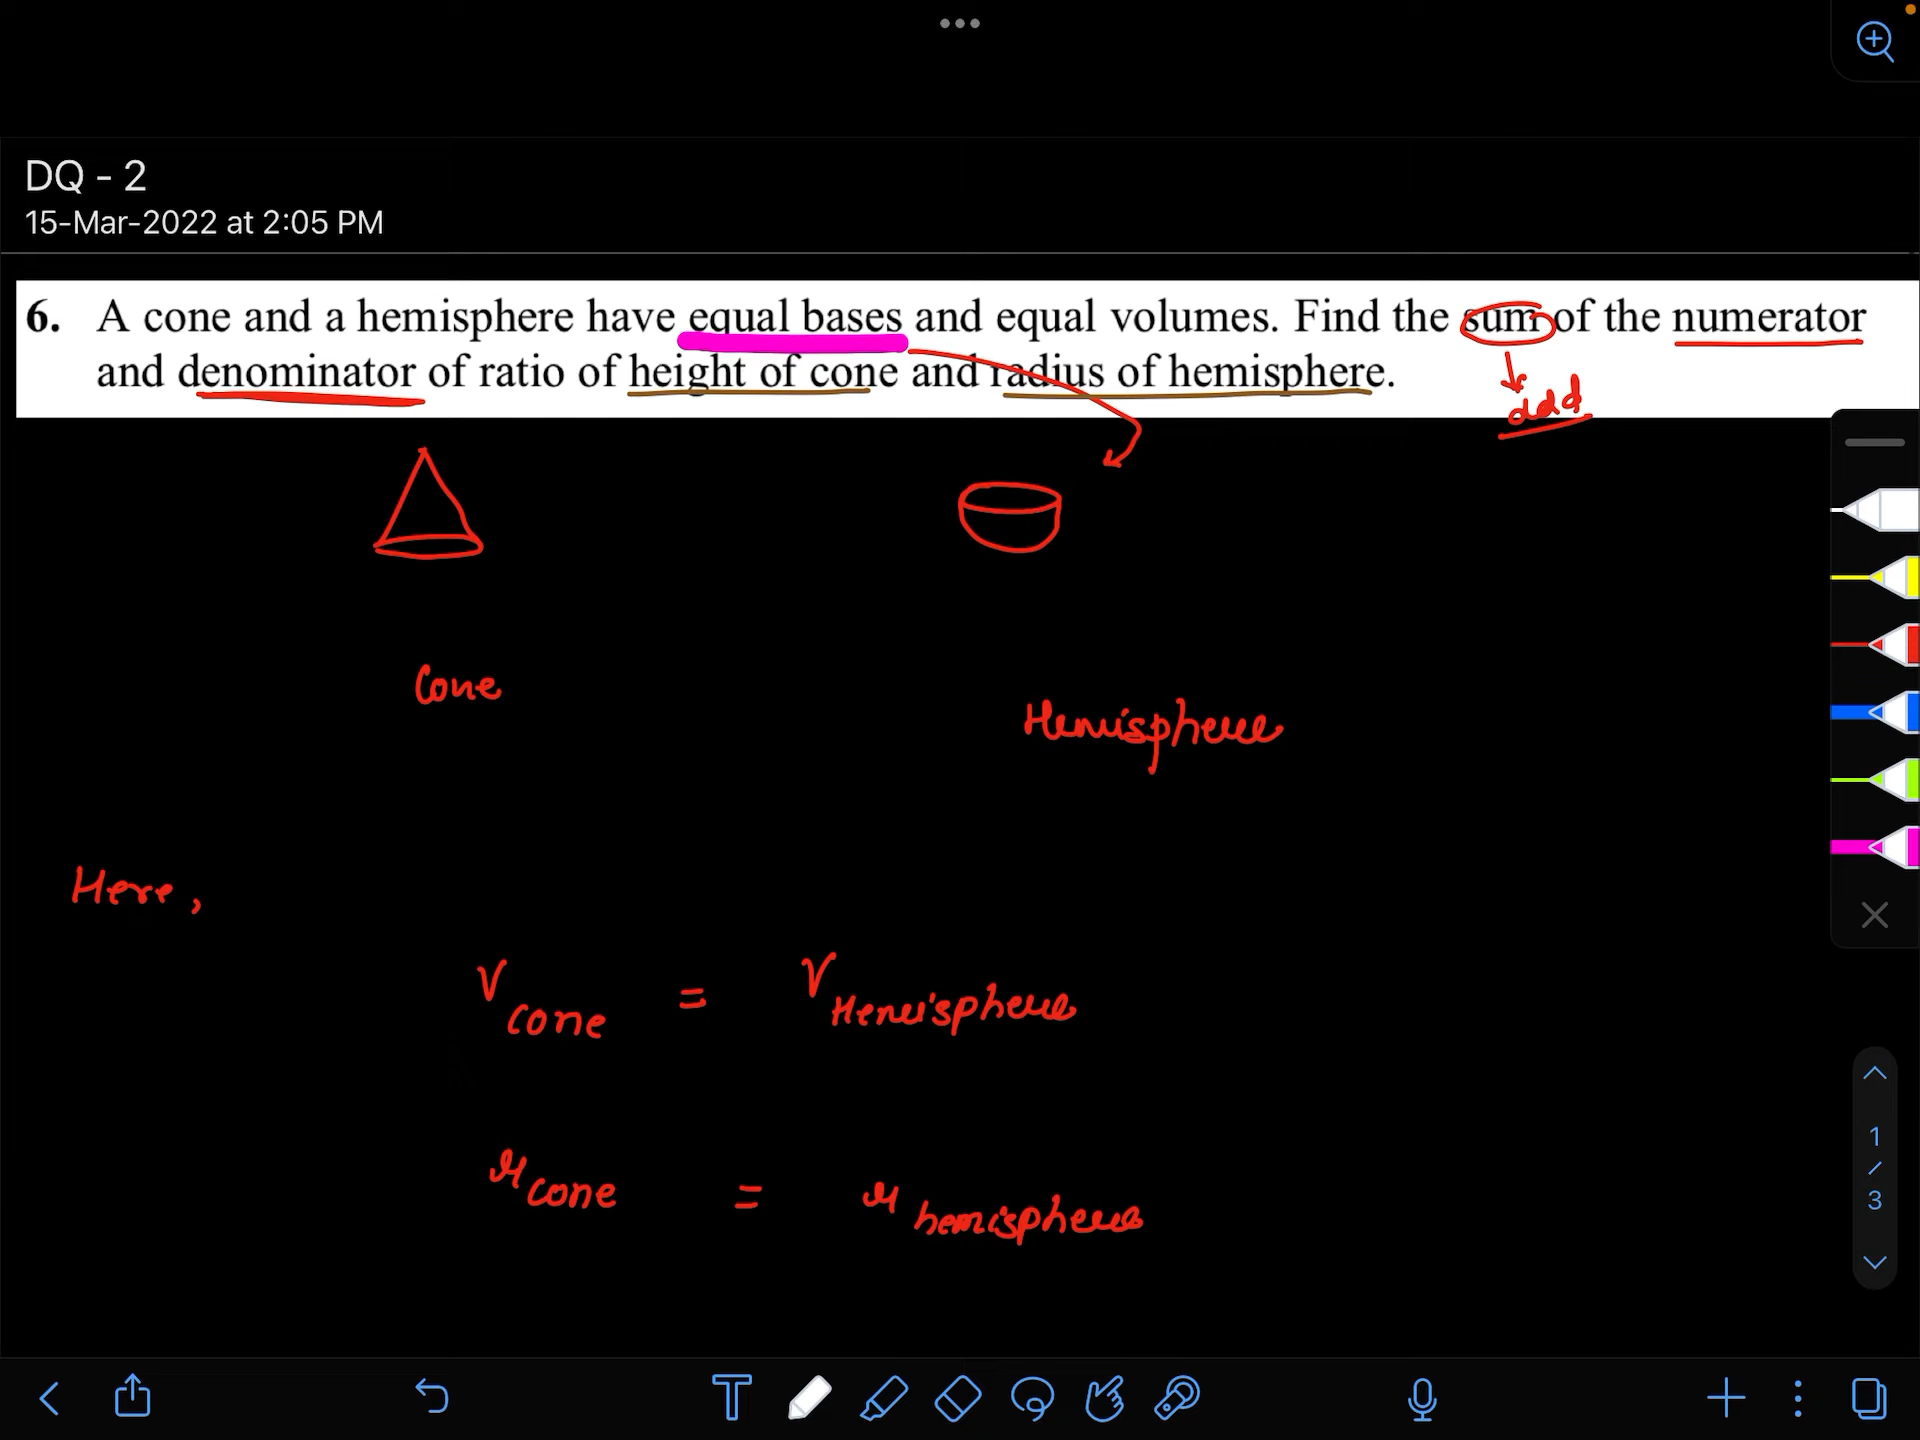 DQ - 2
15-Mar-2022 at 2:05 PM
6. A cone and a hemisphere have equal bases and equal volumes. Find the sum of the numerator
and denominator of ratio of height of cone and radius of hemisphere.
add
Cone
Hemisphere
Here,
V cone = V Hemisphere
r cone = r hemisphere
1
/
3
T